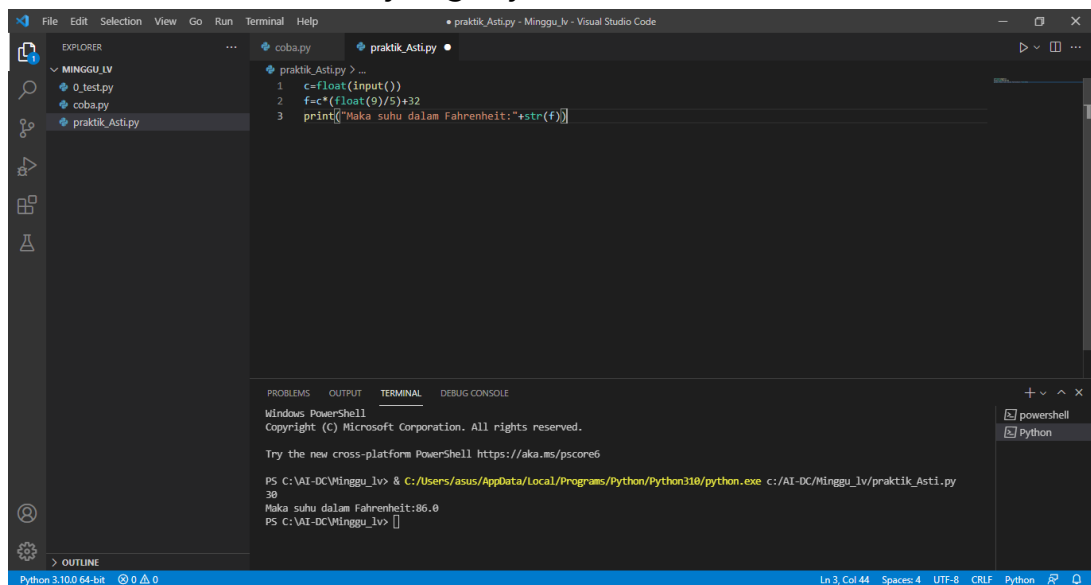 File Edit Selection View Go Run Terminal Help
● praktik_Asti.py - Minggu_lv - Visual Studio Code
EXPLORER
MINGGU_LV
0_test.py
coba.py
praktik_Asti.py
coba.py praktik_Asti.py ●
praktik_Asti.py > ...
1 c=float(input())
2 f=c*(float(9)/5)+32
3 print("Maka suhu dalam Fahrenheit:"+str(f))
PROBLEMS OUTPUT TERMINAL DEBUG CONSOLE
Windows PowerShell
Copyright (C) Microsoft Corporation. All rights reserved.
Try the new cross-platform PowerShell https://aka.ms/pscore6
PS C:\AI-DC\Minggu_lv> & C:/Users/asus/AppData/Local/Programs/Python/Python310/python.exe c:/AI-DC/Minggu_lv/praktik_Asti.py
30
Maka suhu dalam Fahrenheit:86.0
PS C:\AI-DC\Minggu_lv>
powershell
Python
> OUTLINE
Python 3.10.0 64-bit 0 0
Ln 3, Col 44 Spaces: 4 UTF-8 CRLF Python